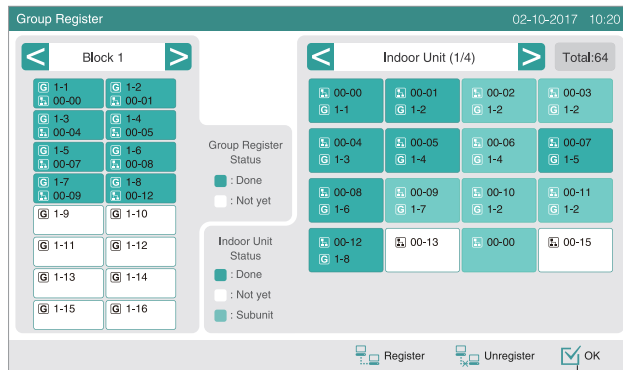 Group Register 02-10-2017 10:20
< Block 1 >
G 1-1 G 1-2
00-00 00-01
G 1-3 G 1-4
00-04 00-05
G 1-5 G 1-6
00-07 00-08
G 1-7 G 1-8
00-09 00-12
G 1-9 G 1-10
G 1-11 G 1-12
G 1-13 G 1-14
G 1-15 G 1-16
Group Register
Status
: Done
: Not yet
Indoor Unit
Status
: Done
: Not yet
: Subunit
< Indoor Unit (1/4) > Total:64
00-00 00-01 00-02 00-03
G 1-1 G 1-2 G 1-2 G 1-2
00-04 00-05 00-06 00-07
G 1-3 G 1-4 G 1-4 G 1-5
00-08 00-09 00-10 00-11
G 1-6 G 1-7 G 1-2 G 1-2
00-12 00-13 00-00 00-15
G 1-8
Register Unregister OK